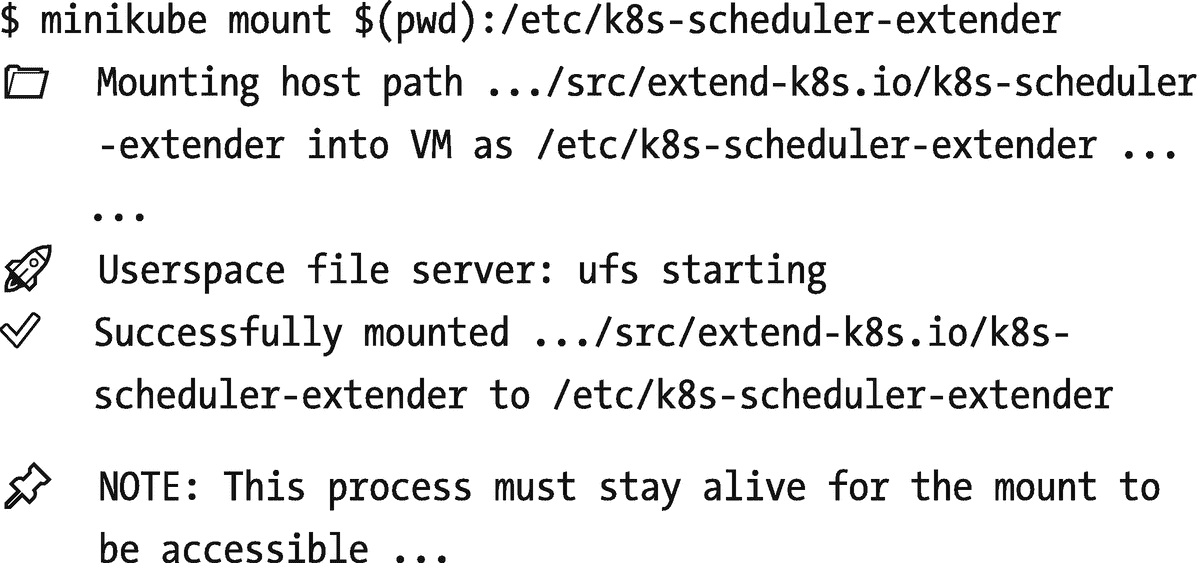 $ minikube mount $(pwd):/etc/k8s-scheduler-extender
Mounting host path .../src/extend-k8s.io/k8s-scheduler
-extender into VM as /etc/k8s-scheduler-extender ...
...
Userspace file server: ufs starting
Successfully mounted .../src/extend-k8s.io/k8s-
scheduler-extender to /etc/k8s-scheduler-extender
NOTE: This process must stay alive for the mount to
be accessible ...